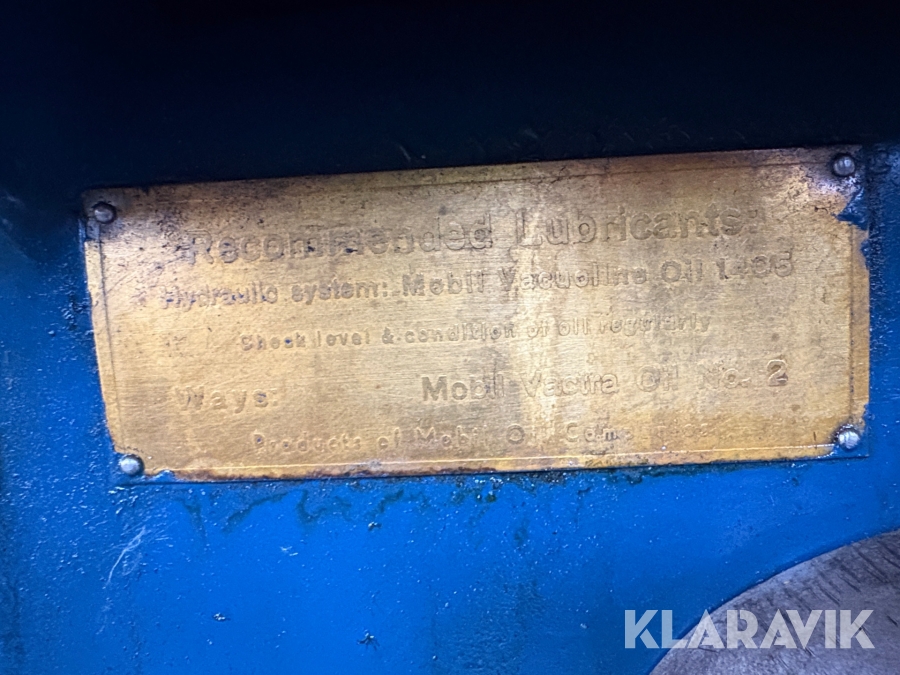 Recommended Lubricants:
Hydraulic system: Mobil Vacuoline Oil 1405
Check level & condition of oil regularly
Ways: Mobil Vactra Oil No. 2
Products of Mobil Oil
KLARAVIK